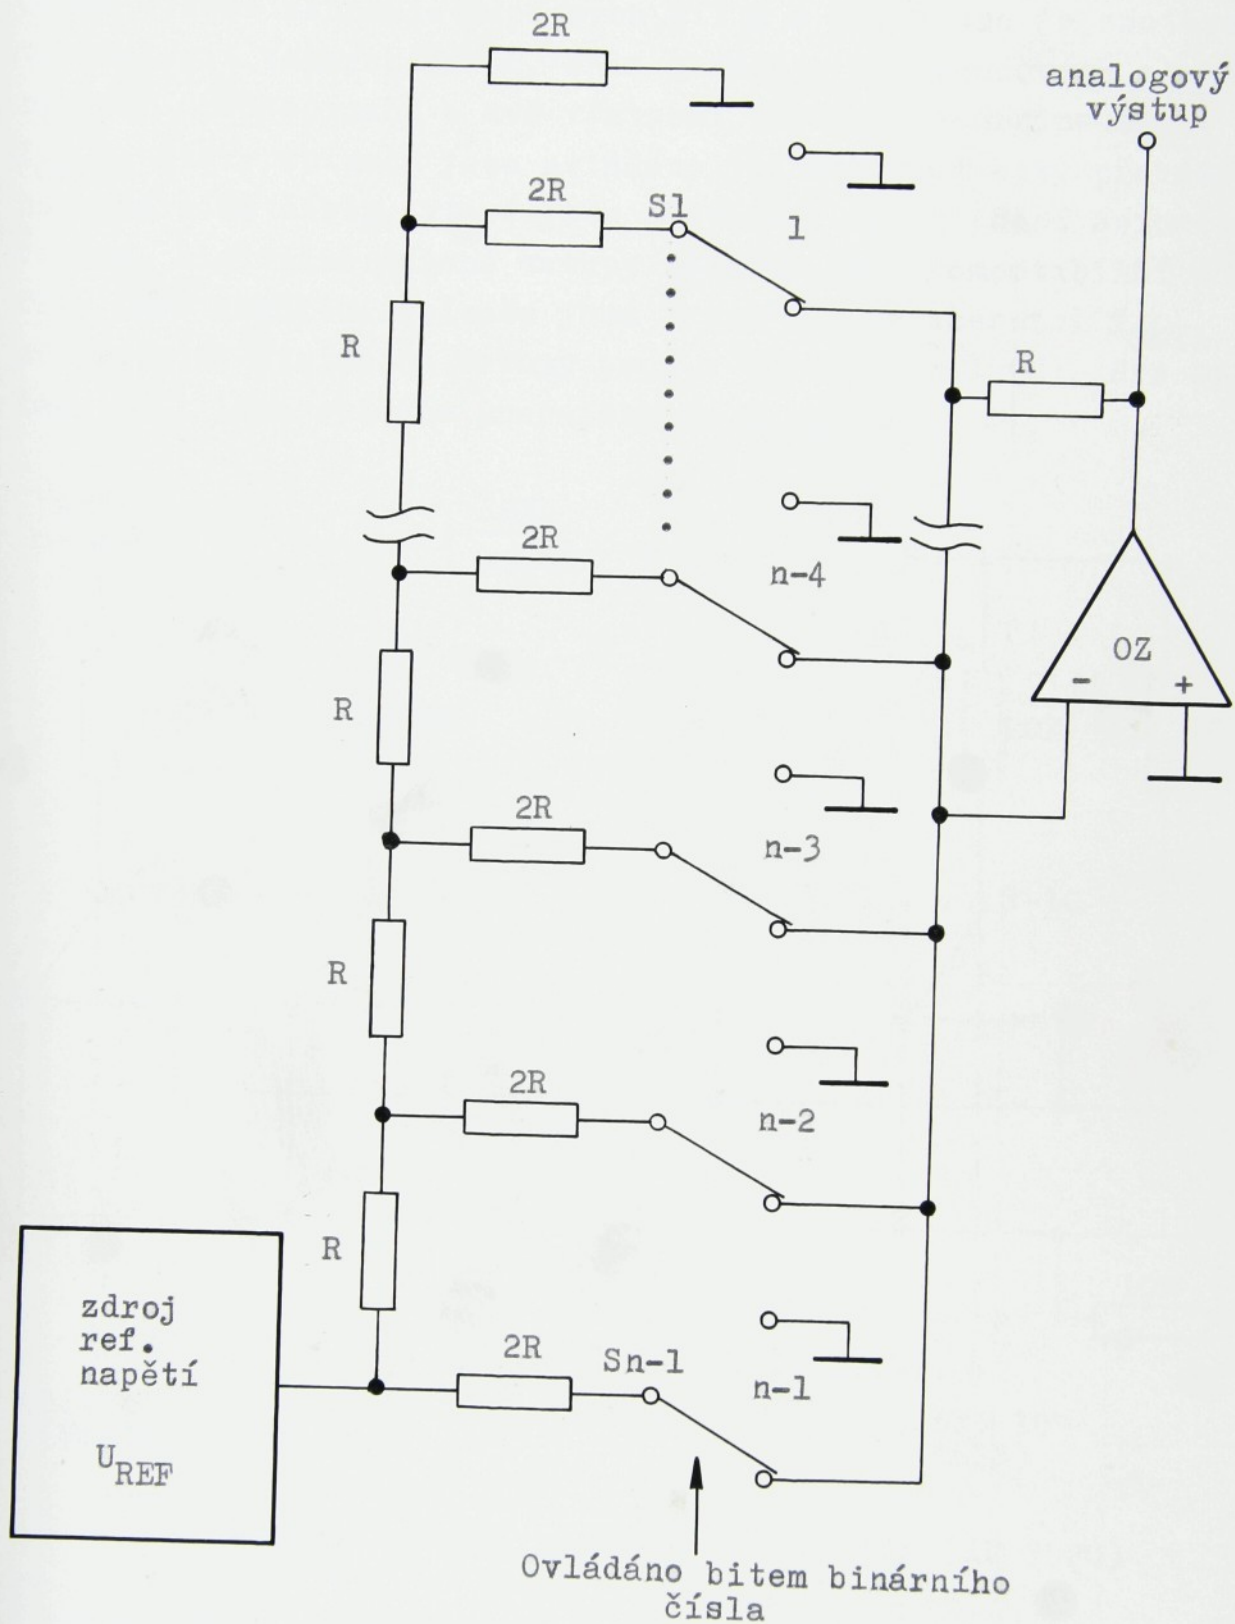 2R
analogový
výstup
2R
S1
1
R
R
2R
n-4
OZ
- +
R
2R
n-3
R
2R
n-2
R
zdroj
ref.
napětí
U_REF
2R
Sn-1
n-1
Ovládáno bitem binárního
čísla